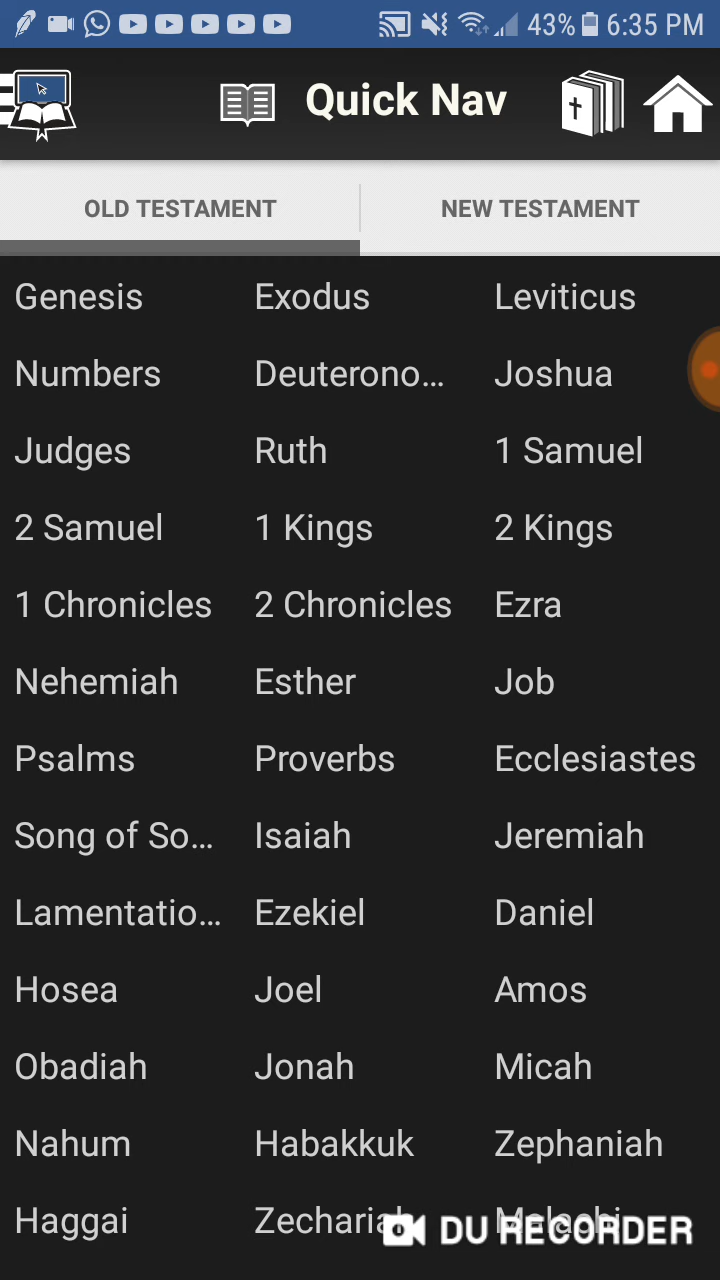 43% 6:35 PM
Quick Nav
OLD TESTAMENT NEW TESTAMENT
Genesis Exodus Leviticus
Numbers Deuterono... Joshua
Judges Ruth 1 Samuel
2 Samuel 1 Kings 2 Kings
1 Chronicles 2 Chronicles Ezra
Nehemiah Esther Job
Psalms Proverbs Ecclesiastes
Song of So... Isaiah Jeremiah
Lamentatio... Ezekiel Daniel
Hosea Joel Amos
Obadiah Jonah Micah
Nahum Habakkuk Zephaniah
Haggai Zechariah Malachi
DU RECORDER